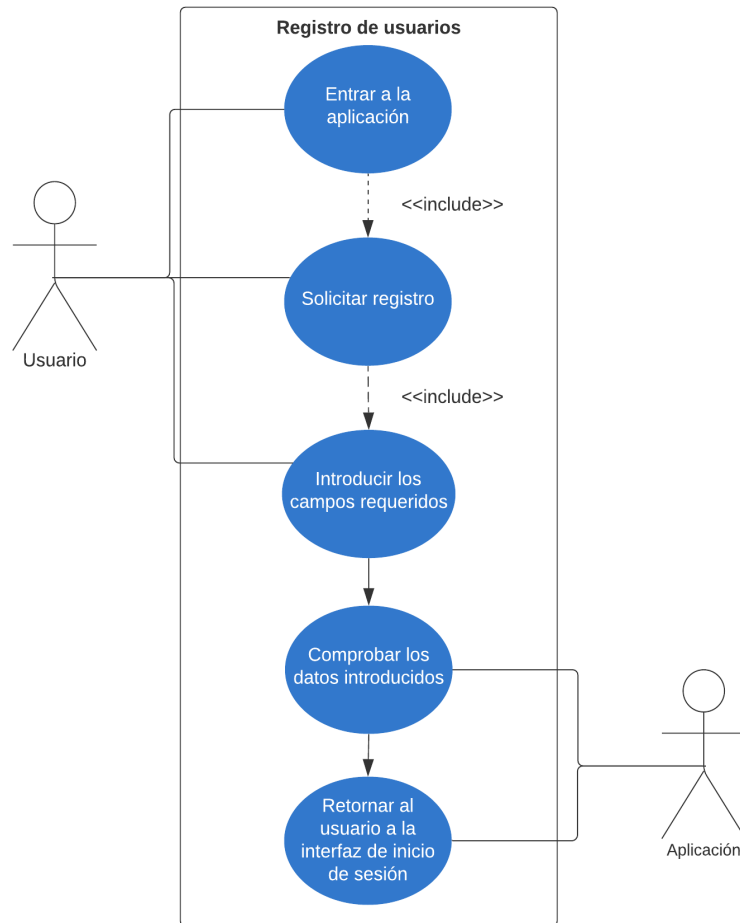 Registro de usuarios
Entrar a la
aplicación
<<include>>
Solicitar registro
Usuario
<<include>>
Introducir los
campos requeridos
Comprobar los
datos introducidos
Retornar al
usuario a la
interfaz de inicio
de sesión
Aplicación